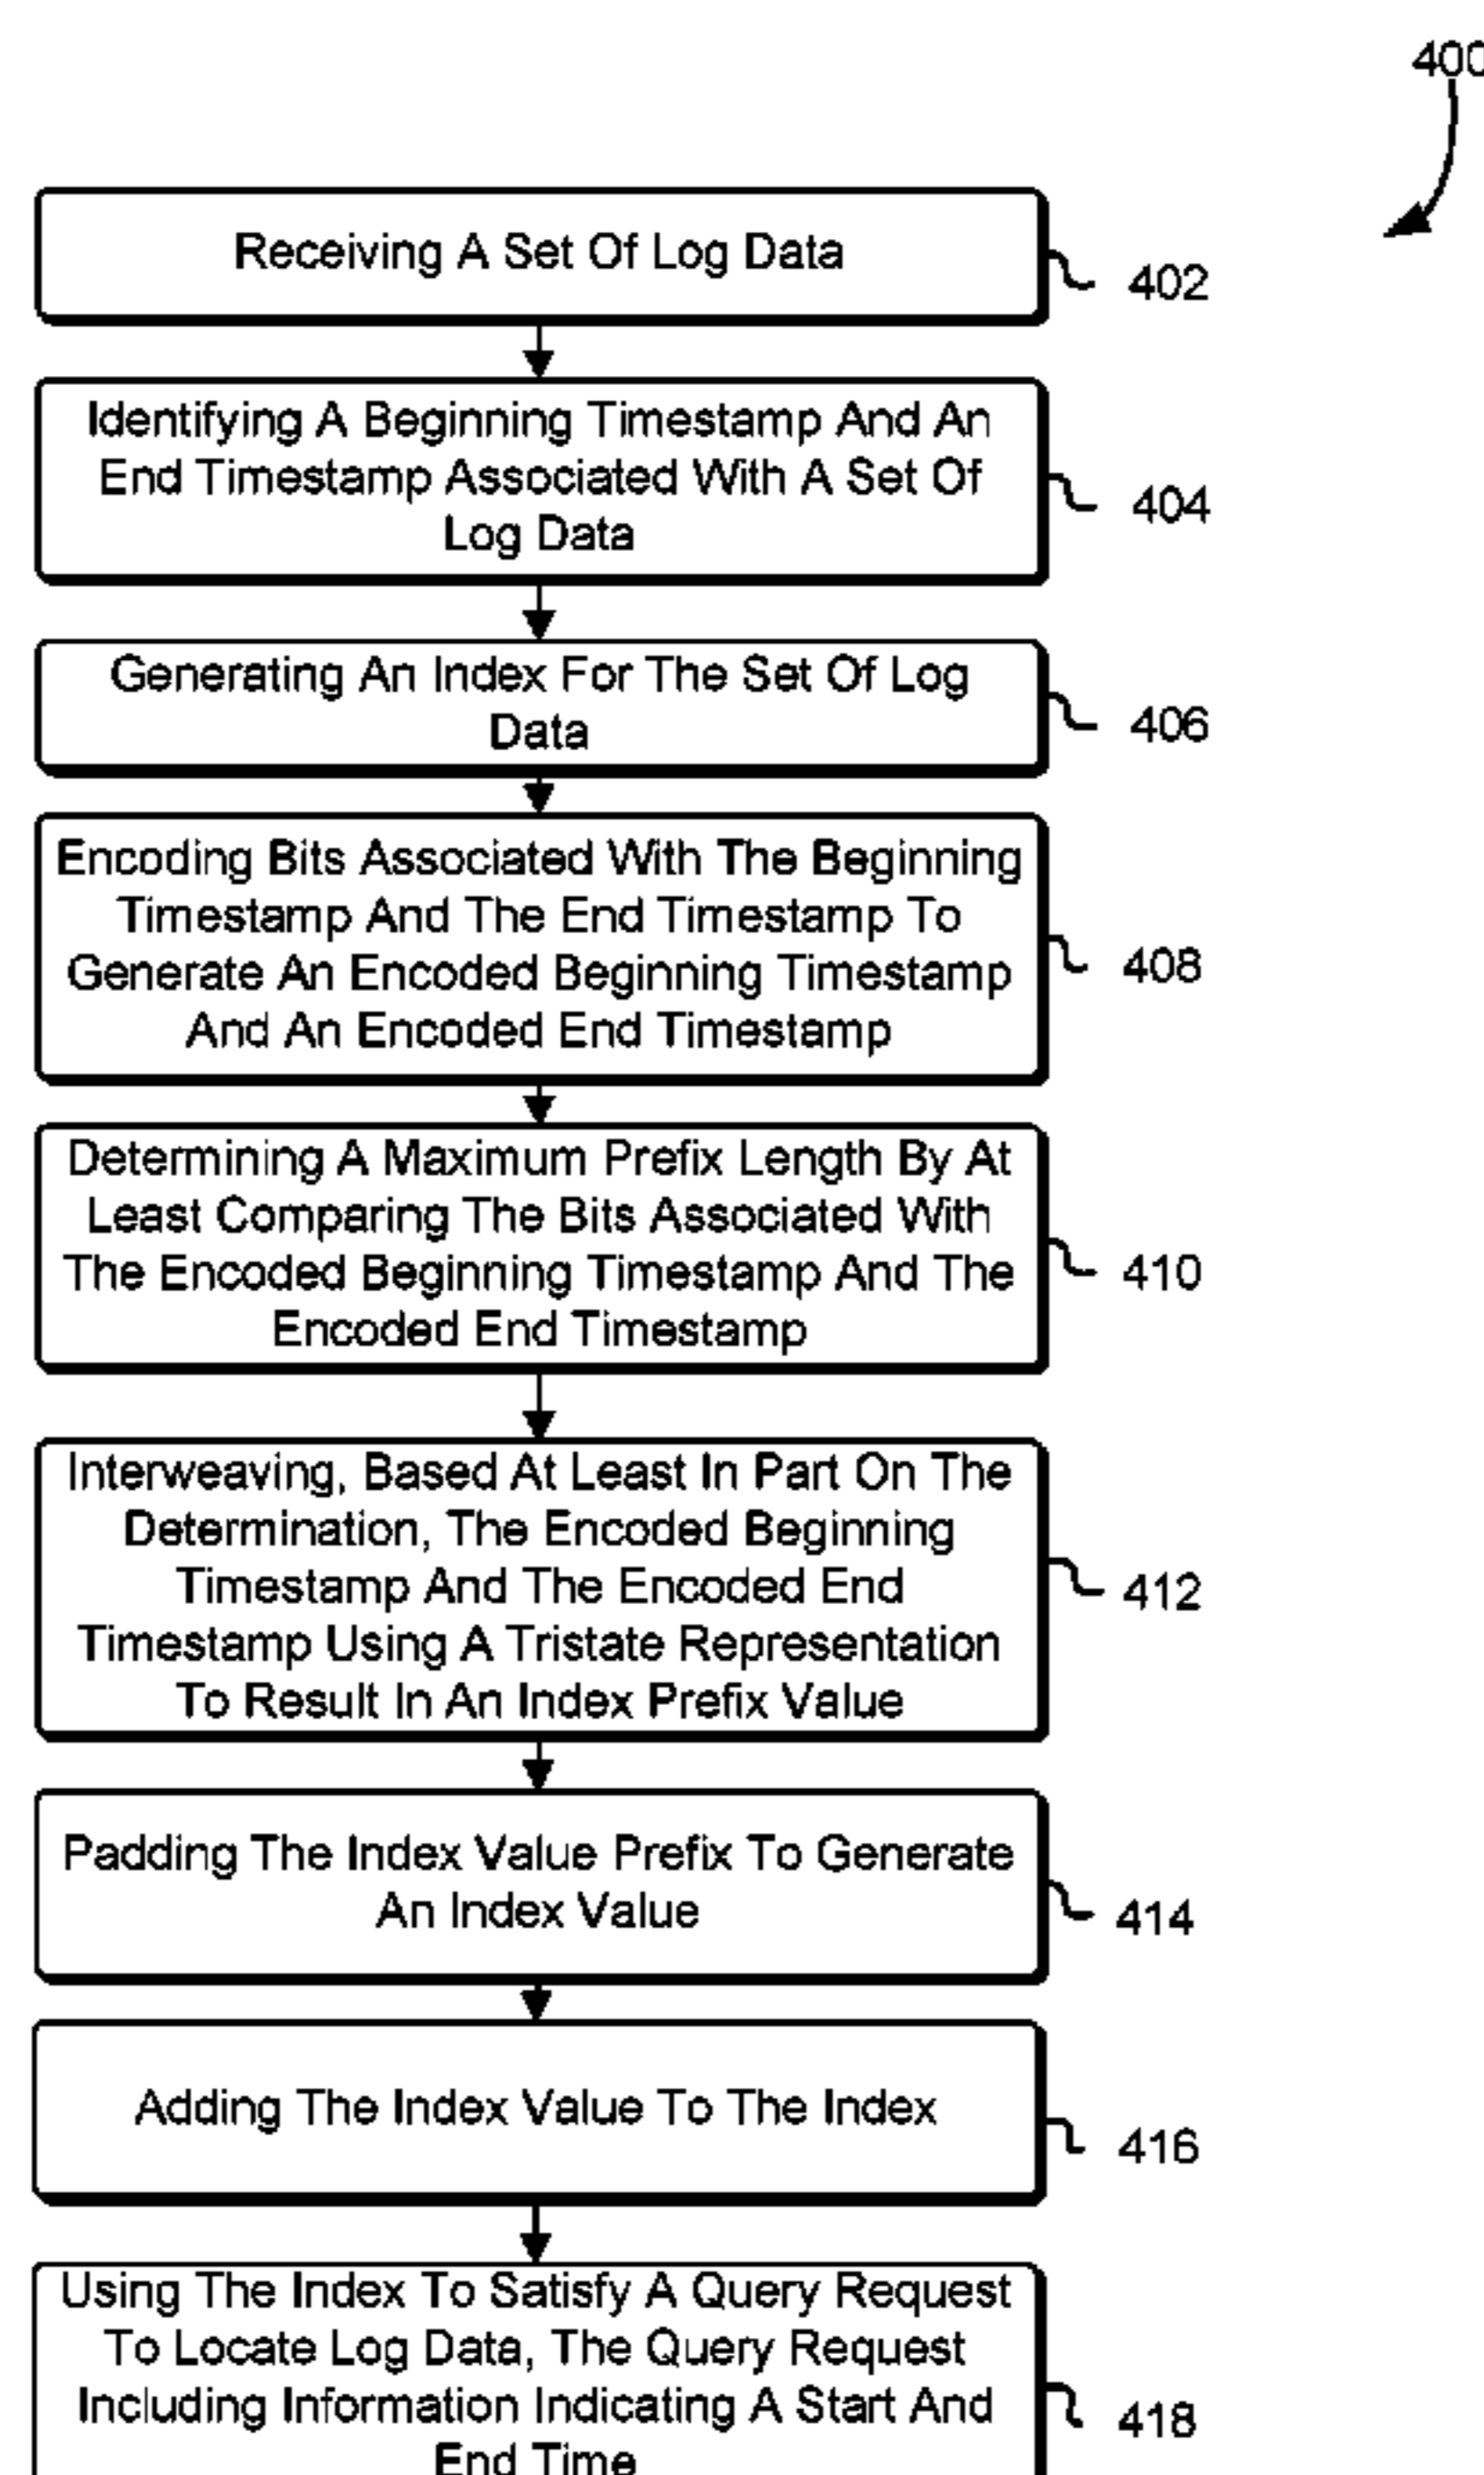 400
Receiving A Set Of Log Data
402
Identifying A Beginning Timestamp And An
End Timestamp Associated With A Set Of
Log Data
404
Generating An Index For The Set Of Log
Data
406
Encoding Bits Associated With The Beginning
Timestamp And The End Timestamp To
Generate An Encoded Beginning Timestamp
And An Encoded End Timestamp
408
Determining A Maximum Prefix Length By At
Least Comparing The Bits Associated With
The Encoded Beginning Timestamp And The
Encoded End Timestamp
410
Interweaving, Based At Least In Part On The
Determination, The Encoded Beginning
Timestamp And The Encoded End
Timestamp Using A Tristate Representation
To Result In An Index Prefix Value
412
Padding The Index Value Prefix To Generate
An Index Value
414
Adding The Index Value To The Index
416
Using The Index To Satisfy A Query Request
To Locate Log Data, The Query Request
Including Information Indicating A Start And
End Time
418